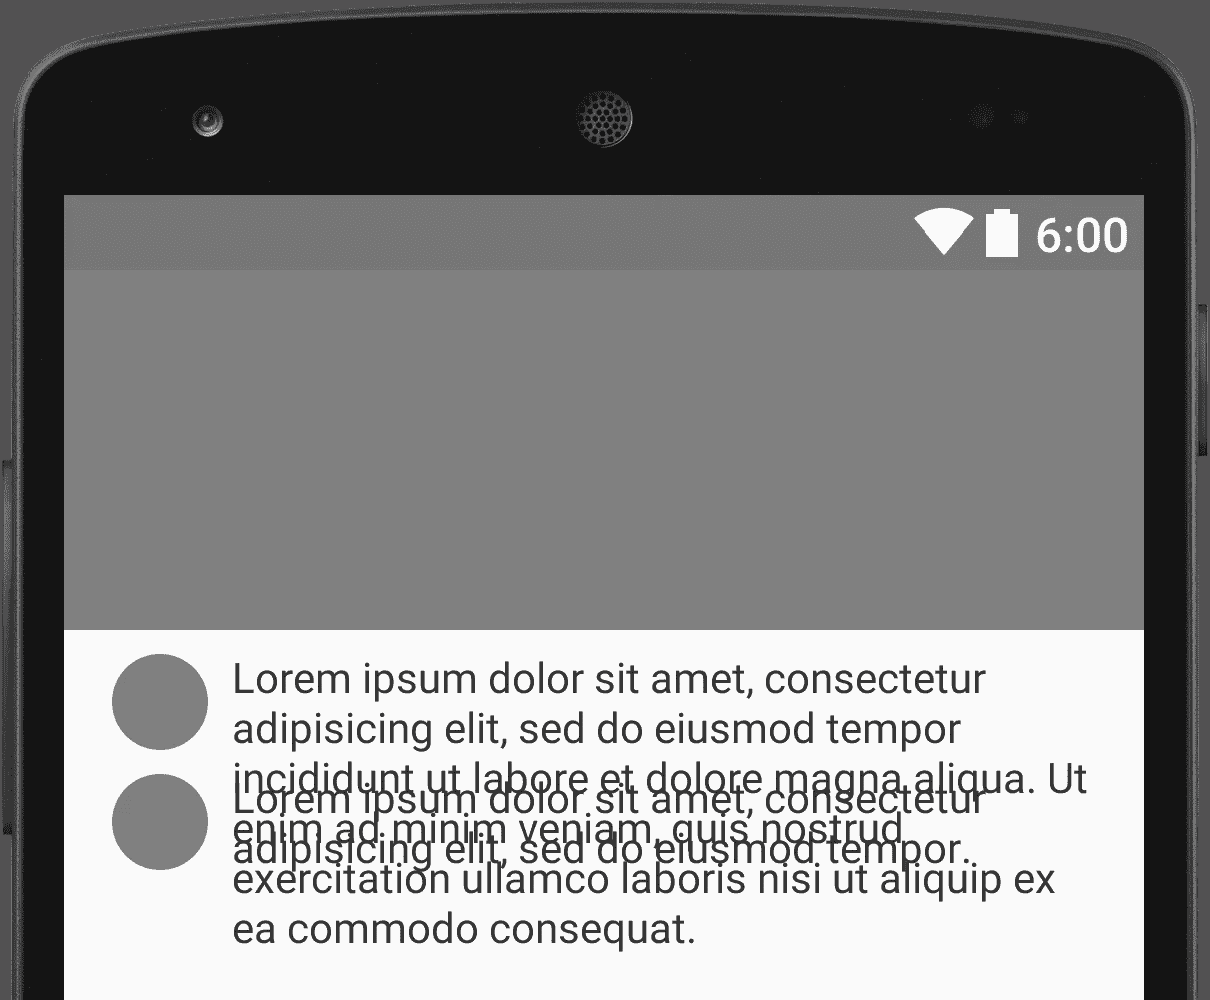 6:00
Lorem ipsum dolor sit amet, consectetur
adipisicing elit, sed do eiusmod tempor
incididunt ut labore et dolore magna aliqua. Ut
enim ad minim veniam, quis nostrud
exercitation ullamco laboris nisi ut aliquip ex
ea commodo consequat.
Lorem ipsum dolor sit amet, consectetur
adipisicing elit, sed do eiusmod tempor.